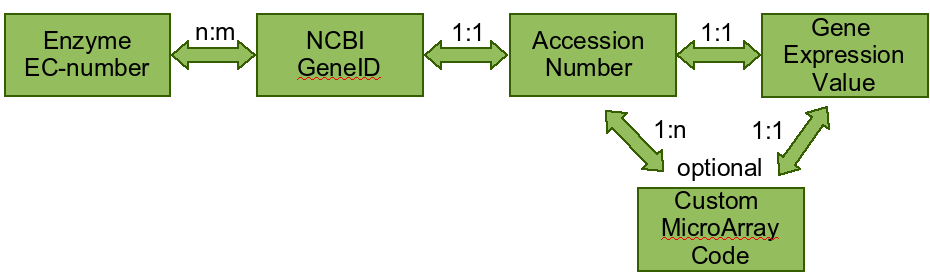 Enzyme
EC-number
n:m
NCBI
GeneID
1:1
Accession
Number
1:1
Gene
Expression
Value
1:n
1:1
optional
Custom
MicroArray
Code